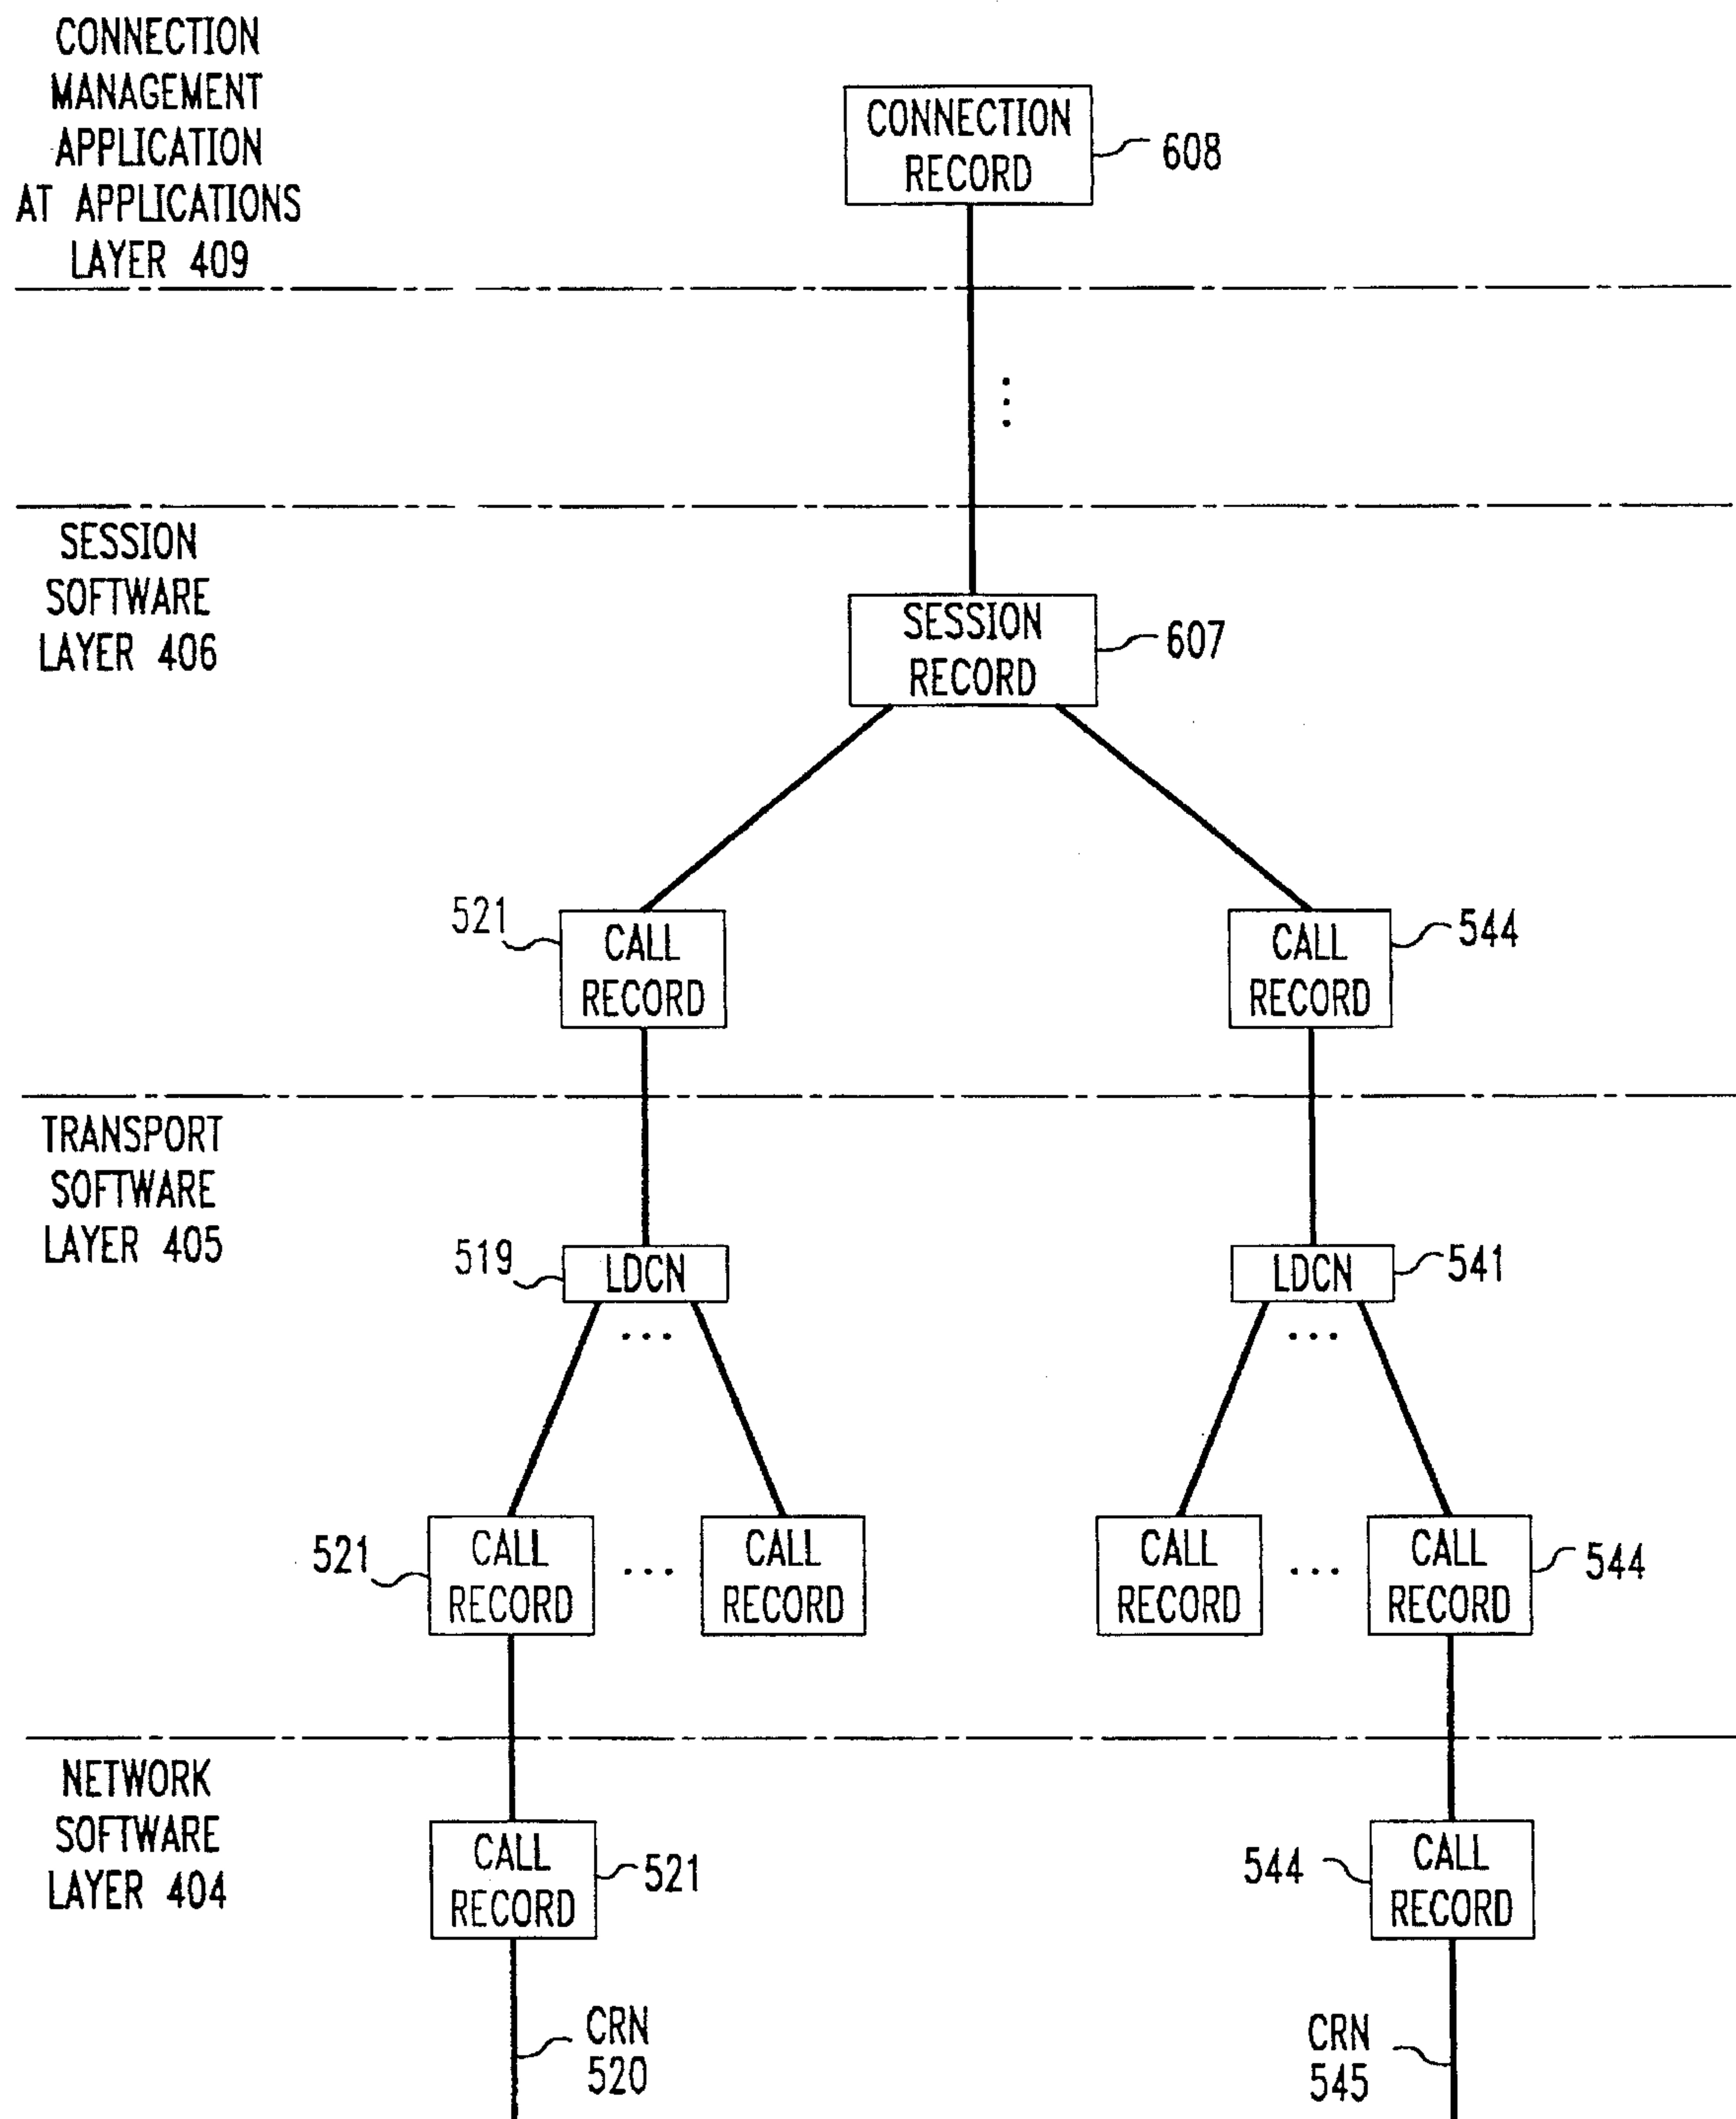 CONNECTION
MANAGEMENT
APPLICATION
AT APPLICATIONS
LAYER 409
CONNECTION
RECORD
608
SESSION
SOFTWARE
LAYER 406
SESSION
RECORD
607
521
CALL
RECORD
CALL
RECORD
544
TRANSPORT
SOFTWARE
LAYER 405
519
LDCN
LDCN
541
...
...
521
CALL
RECORD
...
CALL
RECORD
CALL
RECORD
...
CALL
RECORD
544
NETWORK
SOFTWARE
LAYER 404
CALL
RECORD
521
544
CALL
RECORD
CRN
520
CRN
545